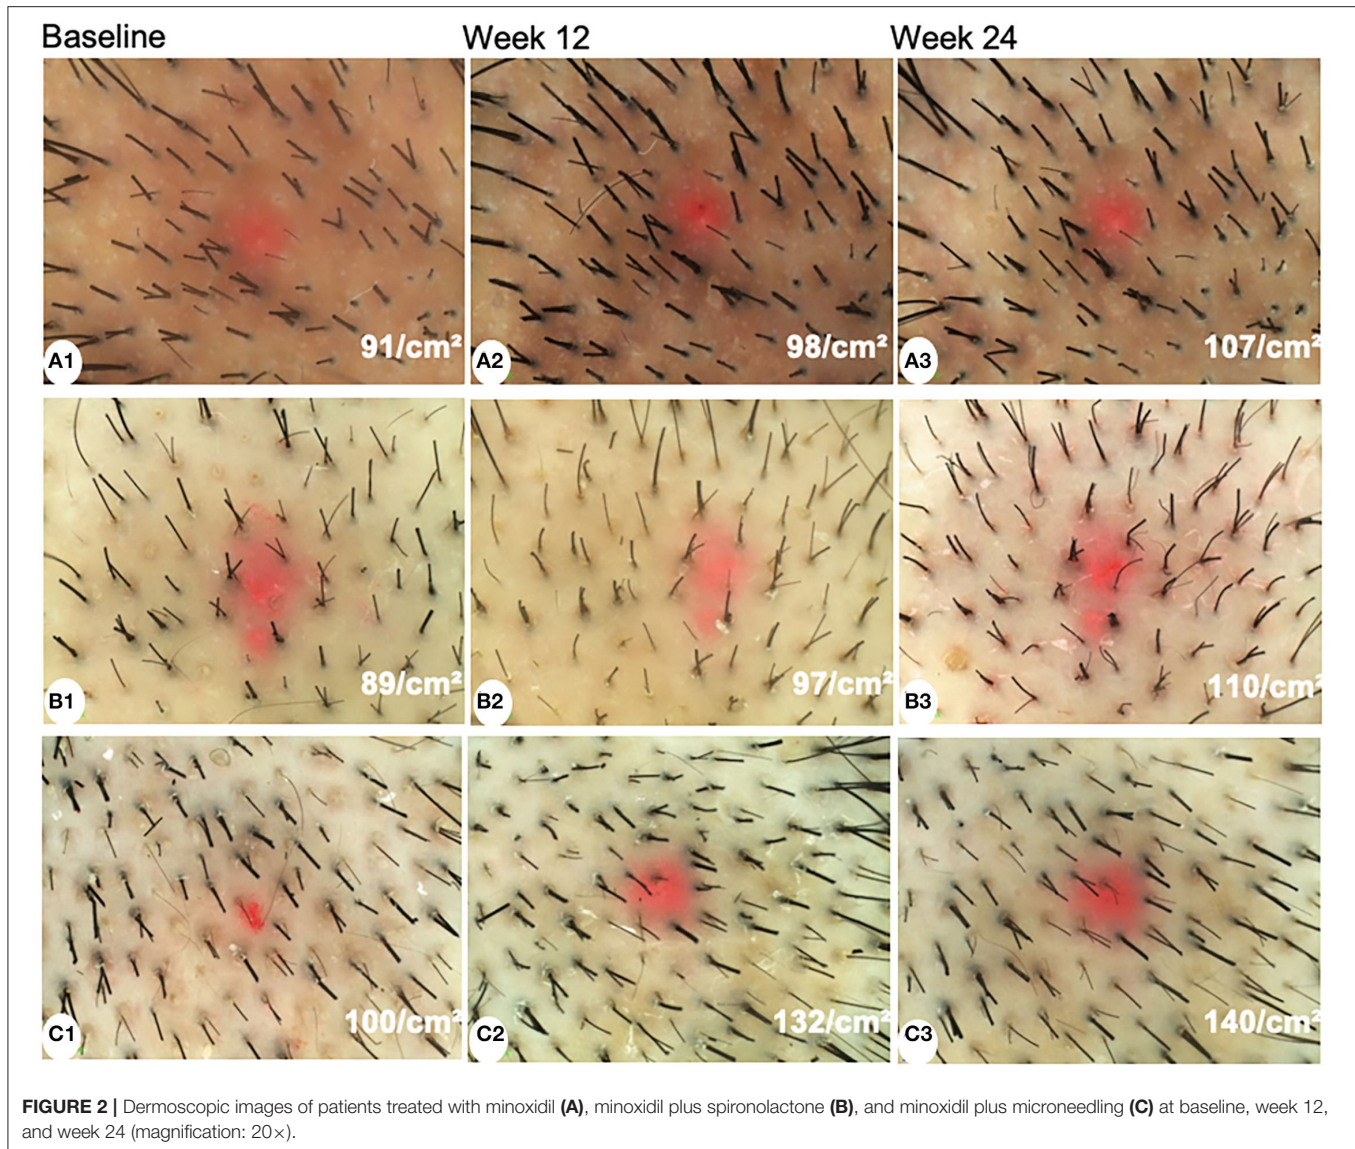 Baseline
Week 12
Week 24
91/cm²
98/cm²
107/cm²
A1
A2
A3
89/cm²
97/cm²
110/cm²
B1
B2
B3
100/cm²
132/cm²
140/cm²
C1
C2
C3
FIGURE 2 | Dermoscopic images of patients treated with minoxidil (A), minoxidil plus spironolactone (B), and minoxidil plus microneedling (C) at baseline, week 12,
and week 24 (magnification: 20×).